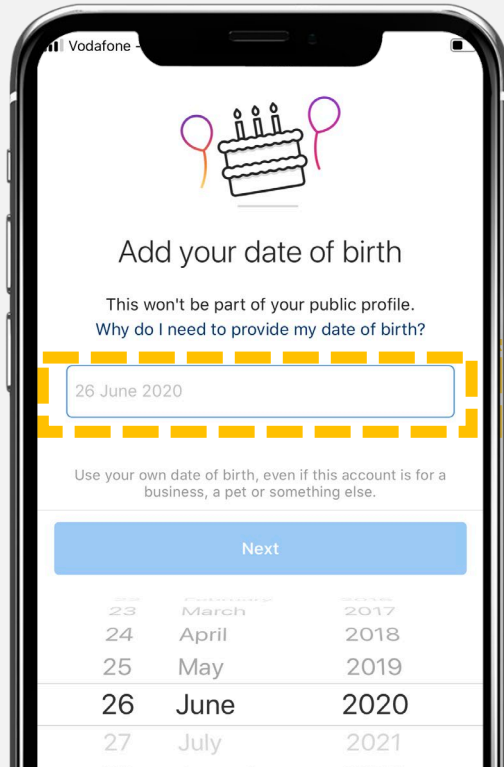 Vodafone -
Add your date of birth
This won't be part of your public profile.
Why do I need to provide my date of birth?
26 June 2020
Use your own date of birth, even if this account is for a
business, a pet or something else.
Next
23 March 2017
24 April 2018
25 May 2019
26 June 2020
27 July 2021